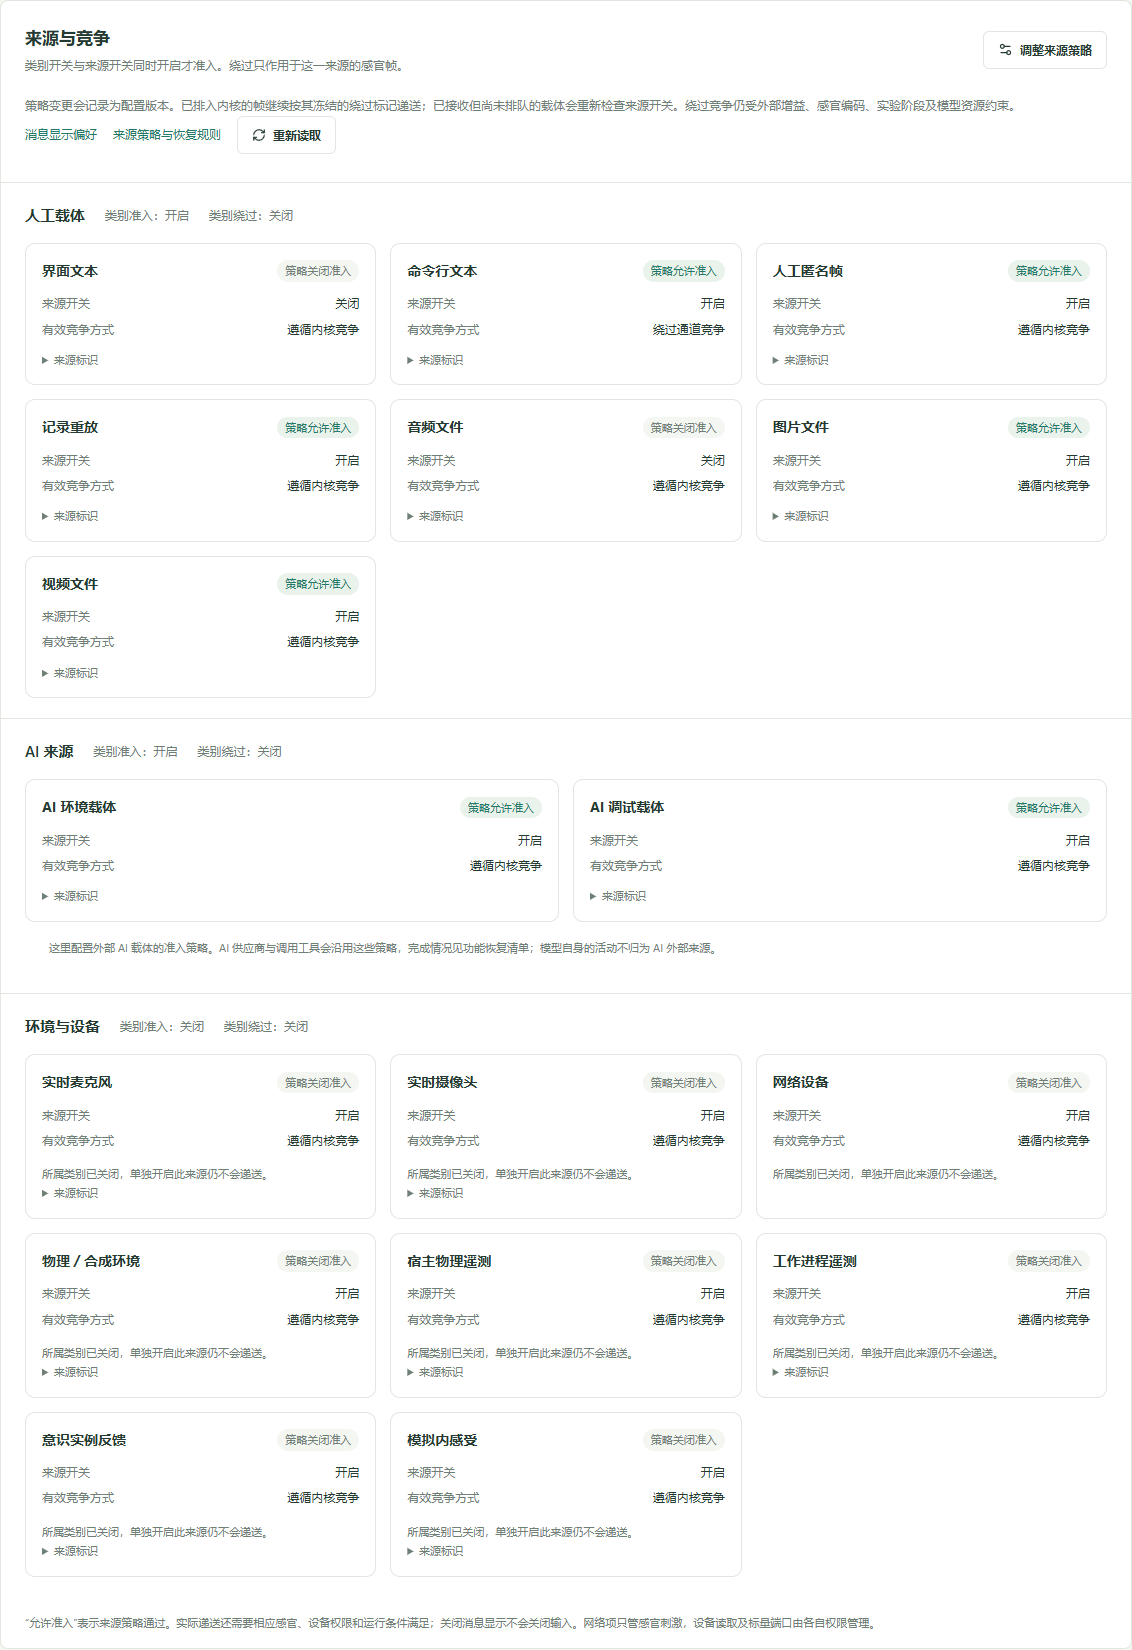 来源与竞争
类别开关与来源开关同时开启才准入。绕过只作用于这一来源的感官帧。
调整来源策略
策略变更会记录为配置版本。已排入内核的帧继续按其冻结的绕过标记递送；已接收但尚未排队的载体会重新检查来源开关。绕过竞争仍受外部增益、感官编码、实验阶段及模型资源约束。
消息显示偏好 来源策略与恢复规则 重新读取
人工载体 类别准入：开启 类别绕过：关闭
界面文本 策略关闭准入
来源开关 关闭
有效竞争方式 遵循内核竞争
▶ 来源标识
命令行文本 策略允许准入
来源开关 开启
有效竞争方式 绕过通道竞争
▶ 来源标识
人工匿名帧 策略允许准入
来源开关 开启
有效竞争方式 遵循内核竞争
▶ 来源标识
记录重放 策略允许准入
来源开关 开启
有效竞争方式 遵循内核竞争
▶ 来源标识
音频文件 策略关闭准入
来源开关 关闭
有效竞争方式 遵循内核竞争
▶ 来源标识
图片文件 策略允许准入
来源开关 开启
有效竞争方式 遵循内核竞争
▶ 来源标识
视频文件 策略允许准入
来源开关 开启
有效竞争方式 遵循内核竞争
▶ 来源标识
AI 来源 类别准入：开启 类别绕过：关闭
AI 环境载体 策略允许准入
来源开关 开启
有效竞争方式 遵循内核竞争
▶ 来源标识
AI 调试载体 策略允许准入
来源开关 开启
有效竞争方式 遵循内核竞争
▶ 来源标识
这里配置外部 AI 载体的准入策略。AI 供应商与调用工具会沿用这些策略，完成情况见功能恢复清单；模型自身的活动不归为 AI 外部来源。
环境与设备 类别准入：关闭 类别绕过：关闭
实时麦克风 策略关闭准入
来源开关 开启
有效竞争方式 遵循内核竞争
所属类别已关闭，单独开启此来源仍不会递送。
▶ 来源标识
实时摄像头 策略关闭准入
来源开关 开启
有效竞争方式 遵循内核竞争
所属类别已关闭，单独开启此来源仍不会递送。
▶ 来源标识
网络设备 策略关闭准入
来源开关 开启
有效竞争方式 遵循内核竞争
所属类别已关闭，单独开启此来源仍不会递送。
物理 / 合成环境 策略关闭准入
来源开关 开启
有效竞争方式 遵循内核竞争
所属类别已关闭，单独开启此来源仍不会递送。
▶ 来源标识
宿主物理遥测 策略关闭准入
来源开关 开启
有效竞争方式 遵循内核竞争
所属类别已关闭，单独开启此来源仍不会递送。
▶ 来源标识
工作进程遥测 策略关闭准入
来源开关 开启
有效竞争方式 遵循内核竞争
所属类别已关闭，单独开启此来源仍不会递送。
▶ 来源标识
意识实例反馈 策略关闭准入
来源开关 开启
有效竞争方式 遵循内核竞争
所属类别已关闭，单独开启此来源仍不会递送。
▶ 来源标识
模拟内感受 策略关闭准入
来源开关 开启
有效竞争方式 遵循内核竞争
所属类别已关闭，单独开启此来源仍不会递送。
▶ 来源标识
“允许准入”表示来源策略通过。实际递送还需要相应感官、设备权限和运行条件满足；关闭消息显示不会关闭输入。网络项只管感官刺激，设备读取及标量端口由各自权限管理。